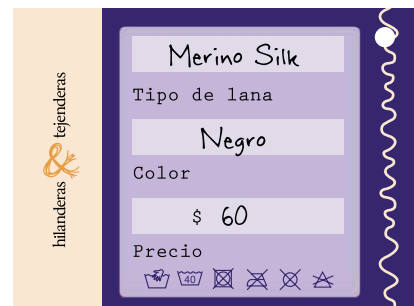 hilanderas & tejenderas
Merino Silk
Tipo de lana
Negro
Color
$ 60
Precio
40